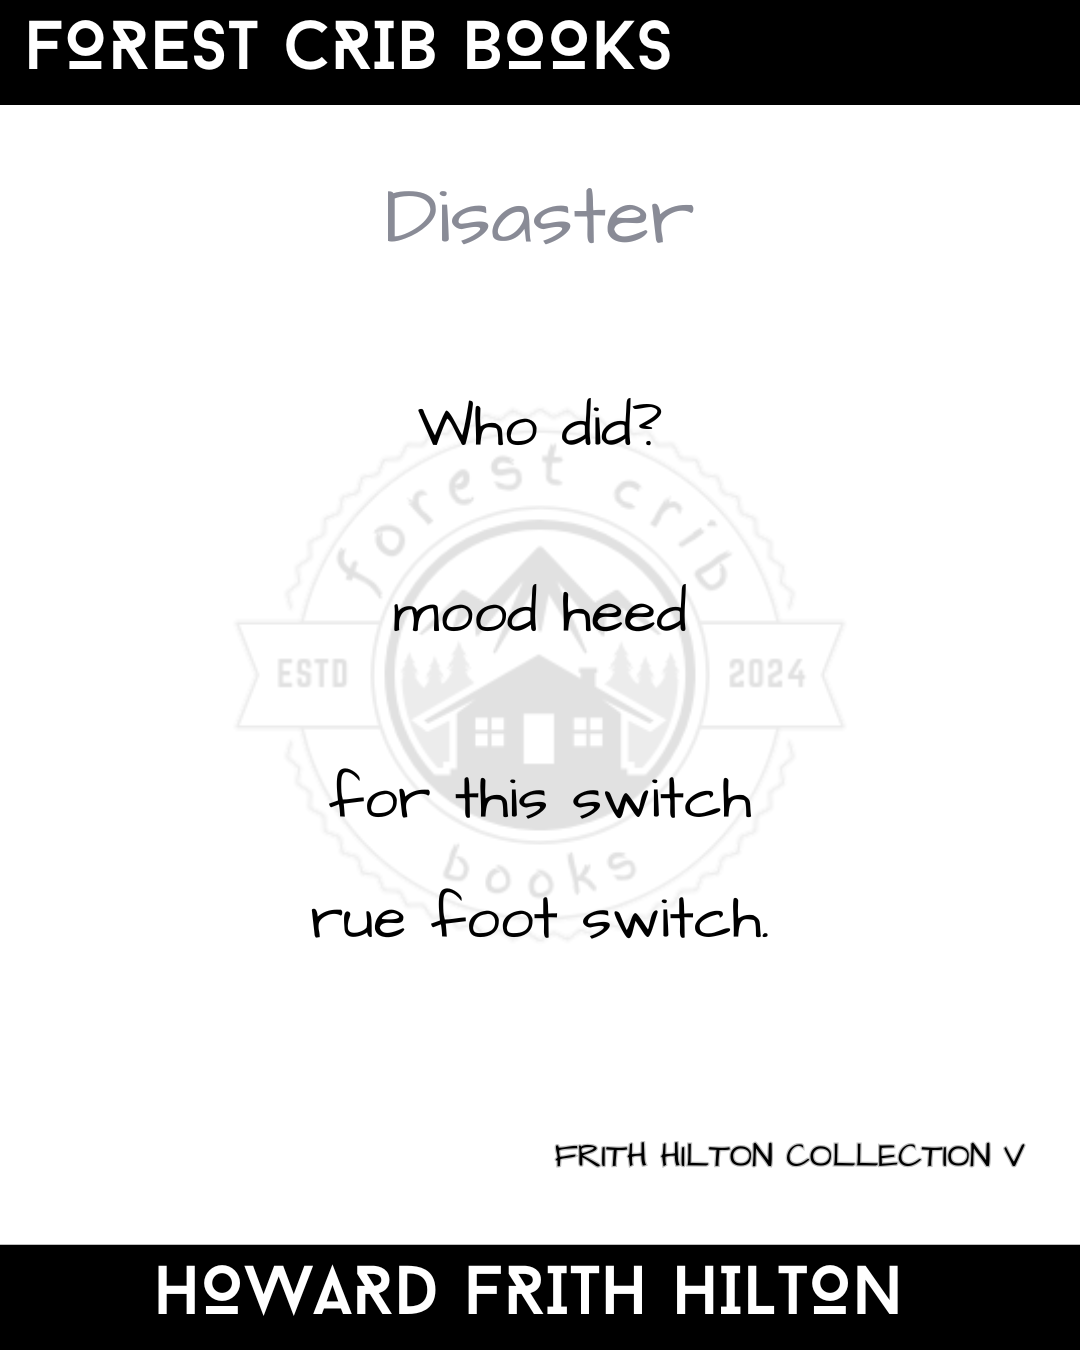 FOREST CRIB BOOKS
Disaster
Who did?
forest crib
mood heed
ESTD
2024
for this switch
books
rue foot switch.
FRITH HILTON COLLECTION V
HOWARD FRITH HILTON